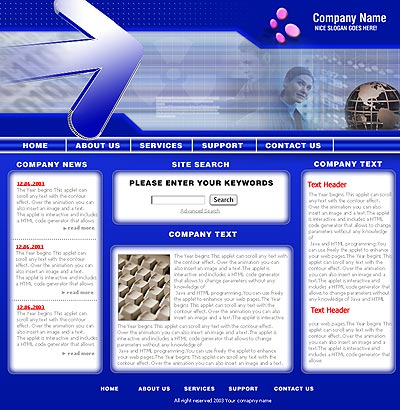 Company Name
NICE SLOGAN GOES HERE!
HOME ABOUT US SERVICES SUPPORT CONTACT US
COMPANY NEWS
12.06.2003
The Year begins This applet can
scroll any text with the contour
effect. Over the animation you can
also insert an image and a text.
The applet is interactive and includes
a HTML code generator that allows
read more
12.06.2003
The Year begins This applet can
scroll any text with the contour
effect. Over the animation you can
also insert an image and a text.
The applet is interactive and includes
a HTML code generator that allows
read more
12.06.2003
The Year begins This applet can
scroll any text with the contour
effect. Over the animation you can
also insert an image and a text.
read more
SITE SEARCH
PLEASE ENTER YOUR KEYWORDS
Search
Advanced Search
COMPANY TEXT
The Year begins This applet can scroll any text with
the contour effect. Over the animation you can also
insert an image and a text. The applet is interactive
and includes a HTML code generator that allows
to change parameters without any
knowledge of
Java and HTML programming.You can use freely the
applet to enhance your web pages.The Year
begins This applet can scroll any text with the
contour effect. Over the animation you can also
insert an image and a text.The applet is interactive
The Year begins This applet can scroll any text with the contour effect. Over
the animation you can also insert an image and a text..The applet is
interactive and includes a HTML code generator that allows to change
parameters without any knowledge of
Java and HTML programming.You can use freely the applet to enhance your
web pages.The Year begins This applet can scroll any text with the contour
effect. Over the animation you can also insert an image and a text.
COMPANY TEXT
Text Header
The Year begins This applet can scroll
any text with the contour effect. Over
the animation you can also insert an
image and a text..The applet is
interactive and includes a HTML code
generator that allows to change
parameters without any knowledge
of
Java and HTML programming.You can
use freely the applet to enhance
your web pages.The Year begins This
applet can scroll any text with the
contour effect. Over the animation
you can also insert an image and a
text.The applet is interactive and
includes a HTML code generator that
allows to change parameters without
any knowledge of
Java and HTML programming.You can
use freely the applet to enhance
Text Header
your web pages.The Year begins This
applet can scroll any text with the
contour effect. Over the animation
you can also insert an image and a
text.The applet is interactive and
includes a HTML code generator that
allow
HOME ABOUT US SERVICES SUPPORT CONTACT US
All right reserved 2003 Your comapny name